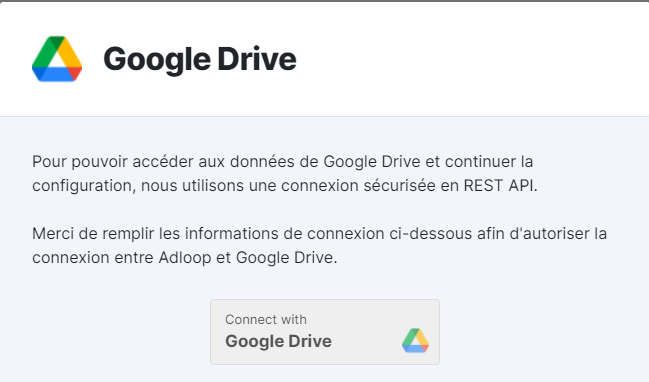 Google Drive
Pour pouvoir accéder aux données de Google Drive et continuer la
configuration, nous utilisons une connexion sécurisée en REST API.
Merci de remplir les informations de connexion ci-dessous afin d'autoriser la
connexion entre Adloop et Google Drive.
Connect with
Google Drive